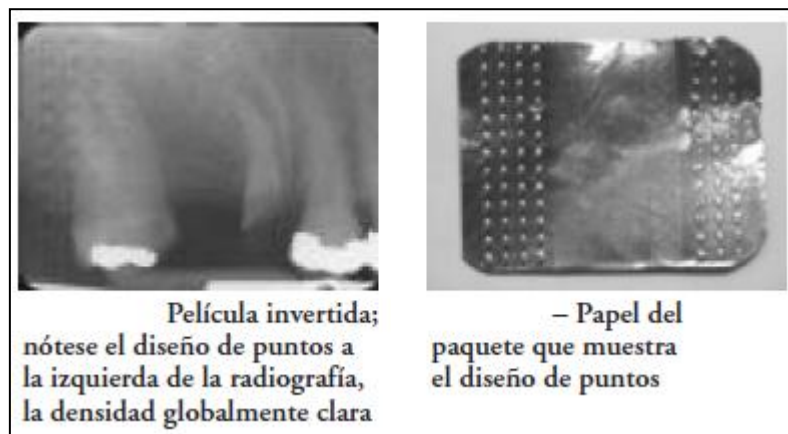 Película invertida;
nótese el diseño de puntos a
la izquierda de la radiografía,
la densidad globalmente clara
– Papel del
paquete que muestra
el diseño de puntos